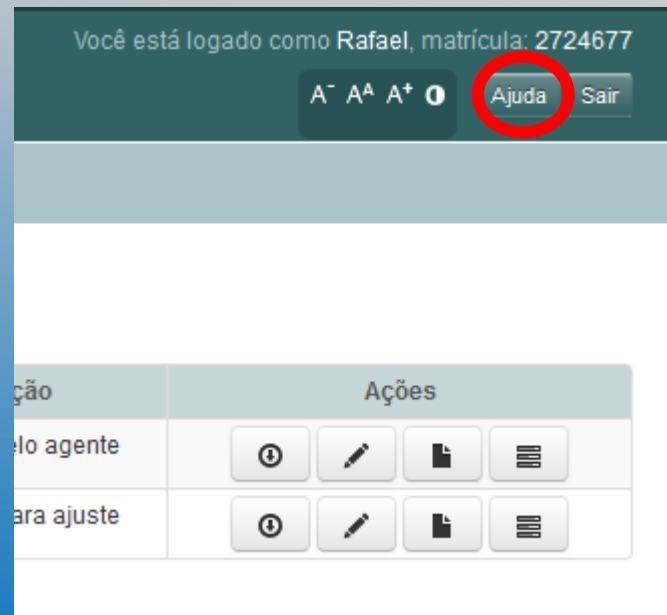 Você está logado como Rafael, matrícula: 2724677
A⁻ Aᴬ A⁺ Ajuda Sair
ção Ações
elo agente
ara ajuste